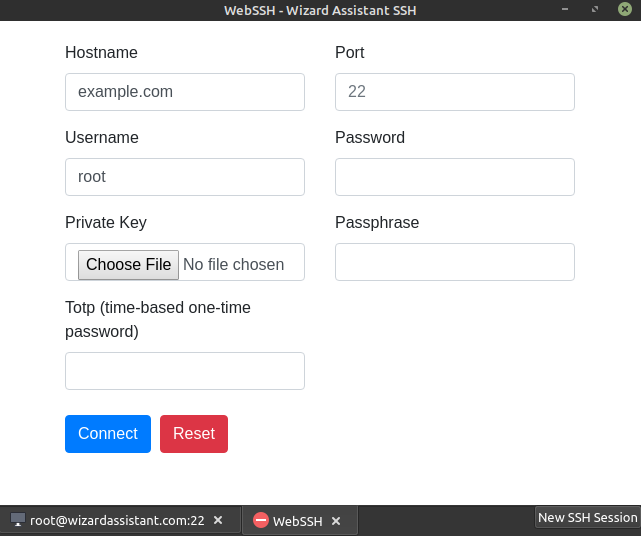 WebSSH - Wizard Assistant SSH
Hostname Port
example.com 22
Username Password
root
Private Key Passphrase
Choose File No file chosen
Totp (time-based one-time
password)
Connect Reset
root@wizardassistant.com:22 WebSSH New SSH Session